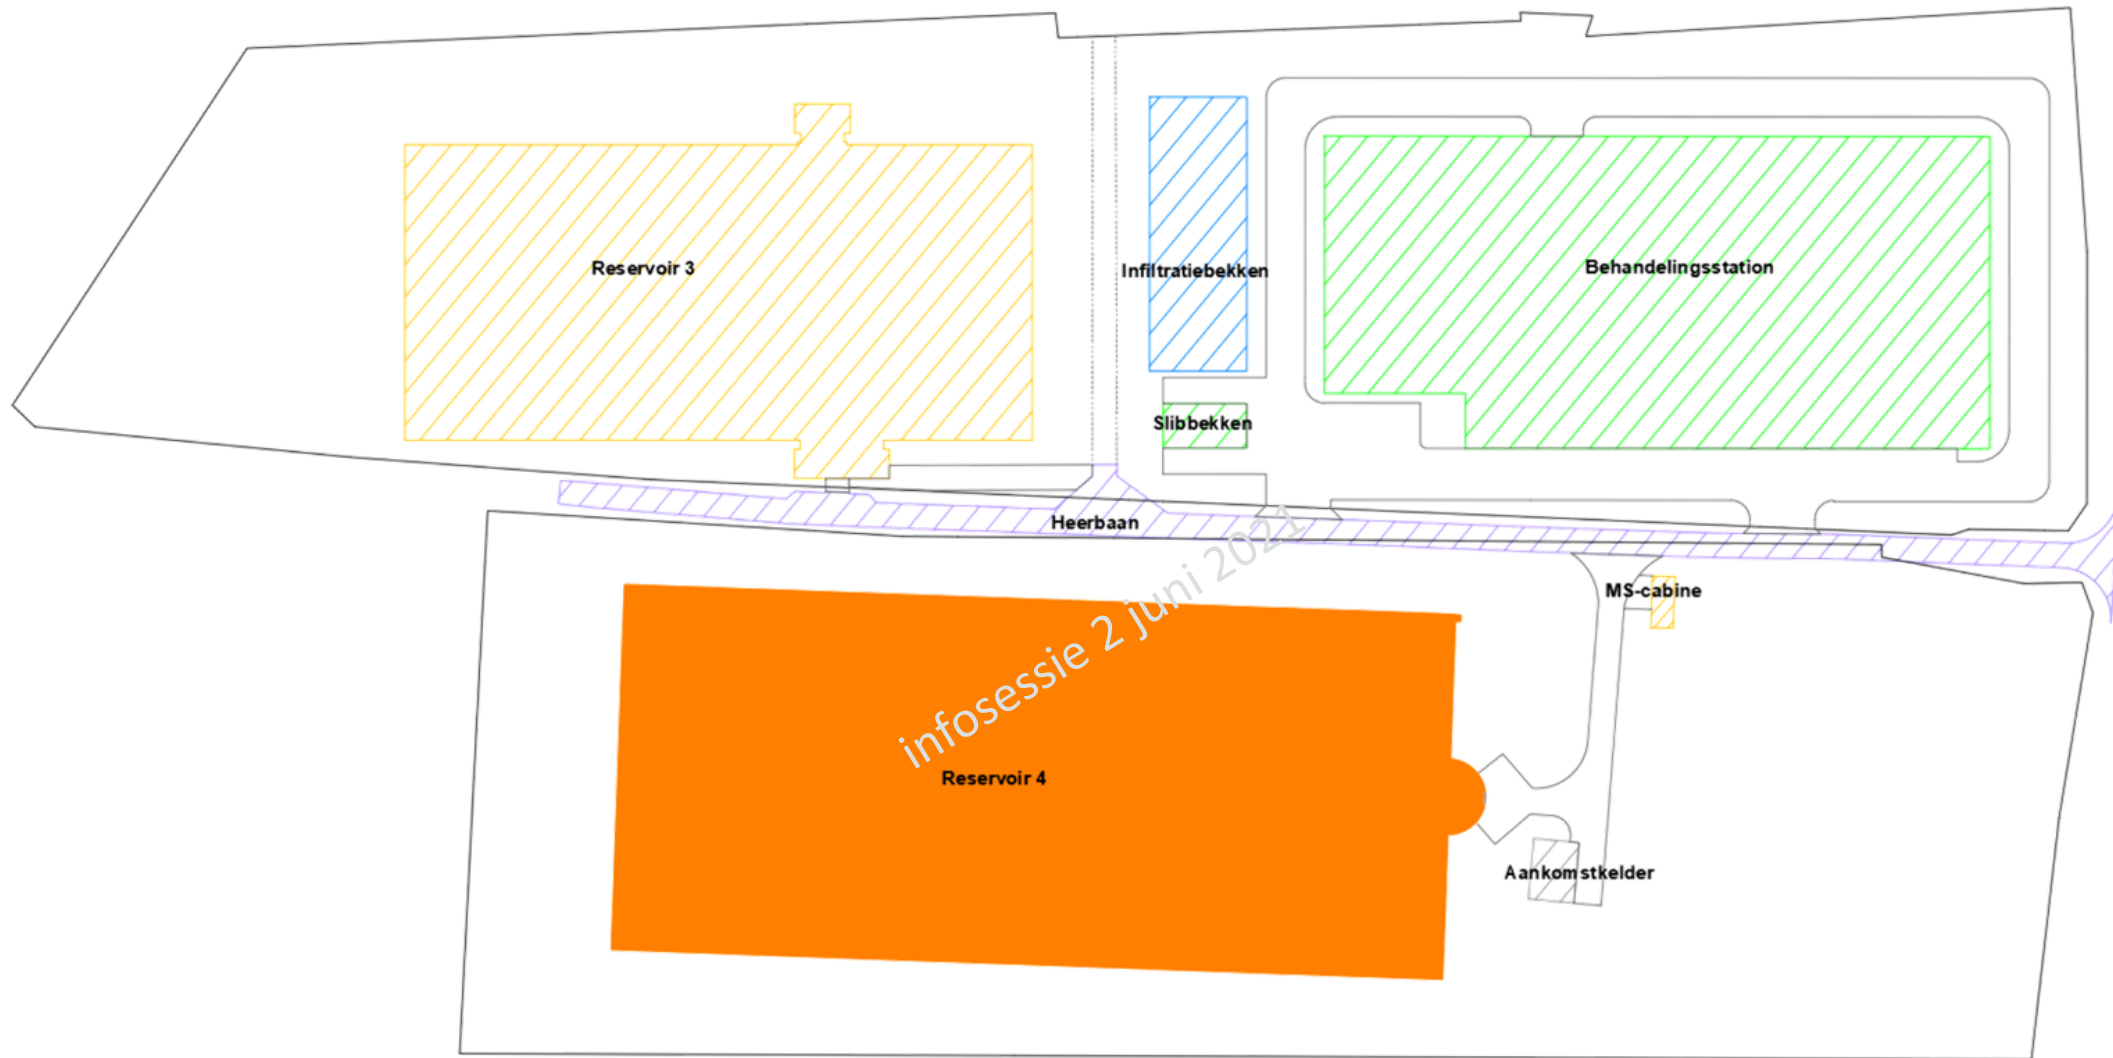 Reservoir 3
Infiltratiebekken
Behandelingsstation
Slibbekken
Heerbaan
MS-cabine
infosessie 2 juni 2021
Reservoir 4
Aankomstkelder